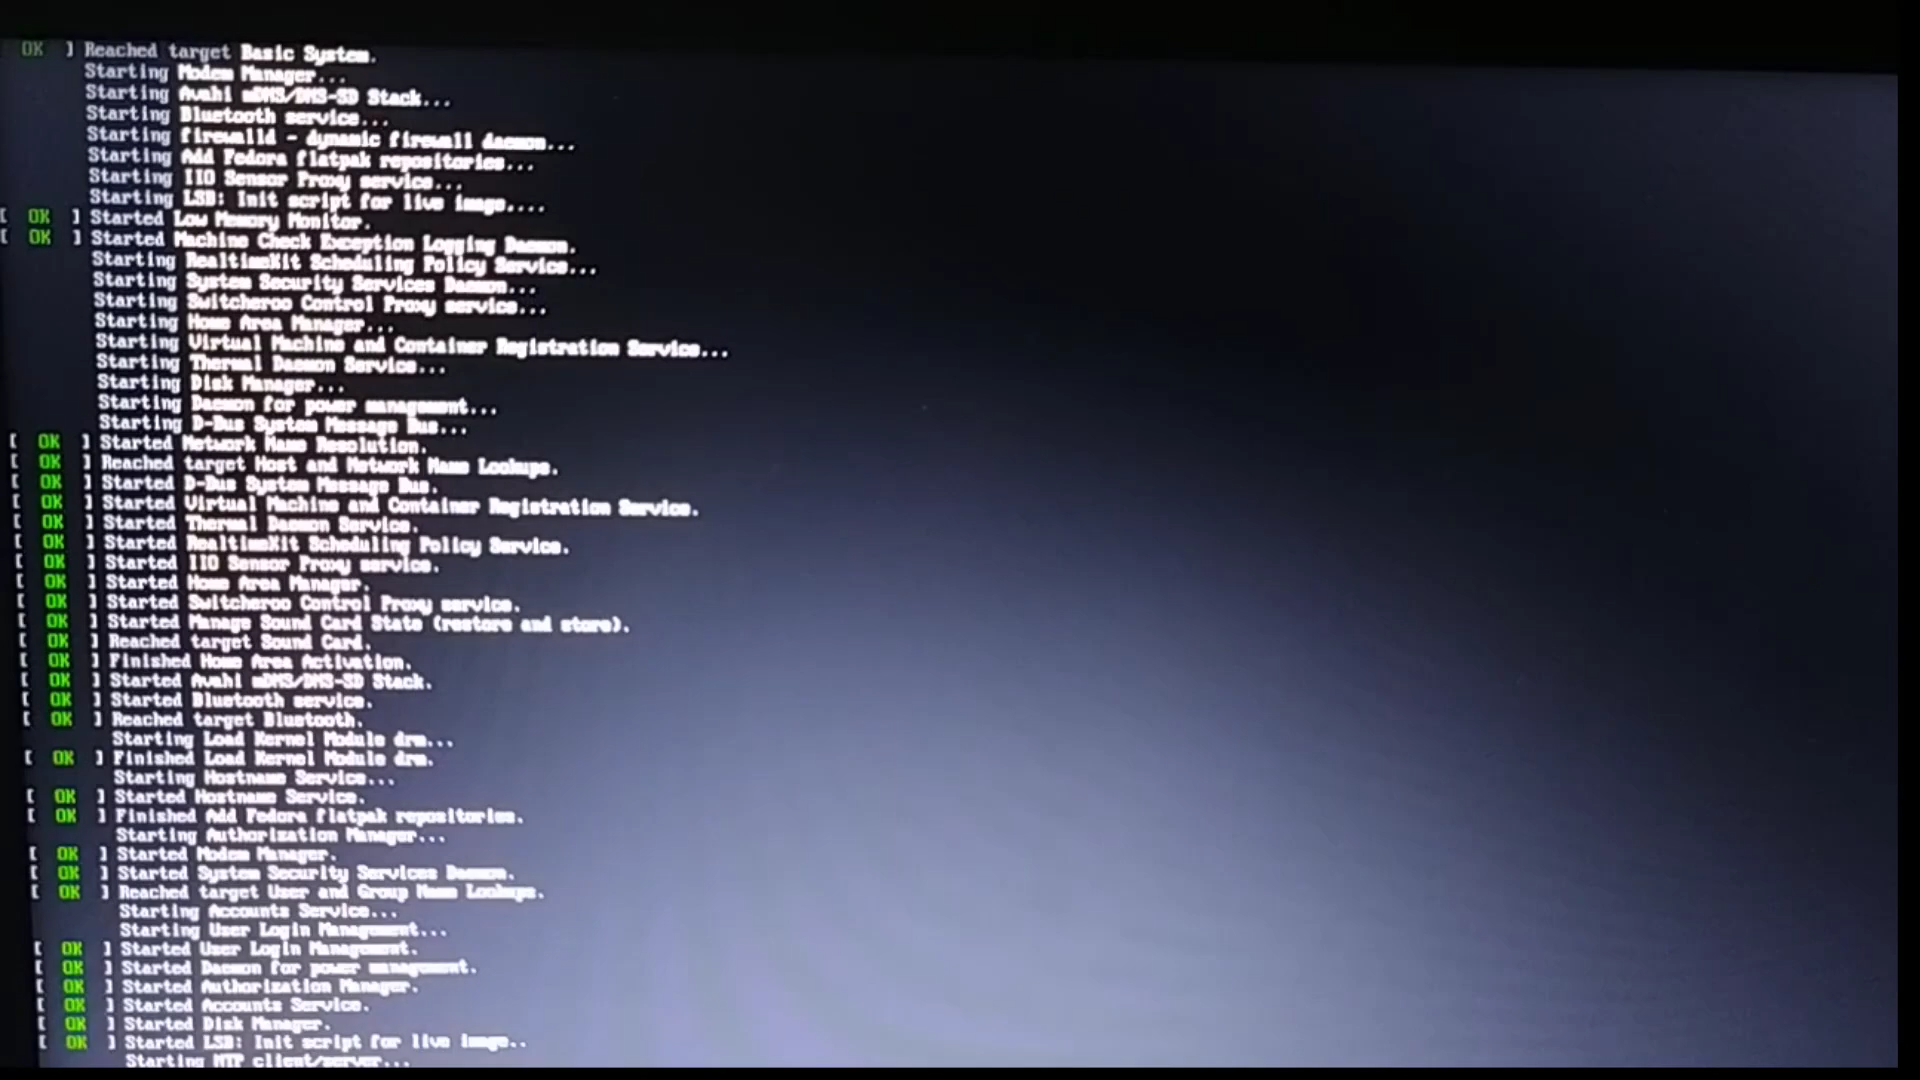 OK ] Reached target Basic System.
Starting Modem Manager...
Starting Avahi mDNS/DNS-SD Stack...
Starting Bluetooth service...
Starting firewalld - dynamic firewall daemon...
Starting Add Fedora flatpak repositories...
Starting IIO Sensor Proxy service...
Starting LSB: Init script for live image....
[ OK ] Started Low Memory Monitor.
[ OK ] Started Machine Check Exception Logging Daemon.
Starting RealtimeKit Scheduling Policy Service...
Starting System Security Services Daemon...
Starting Switcheroo Control Proxy service...
Starting Home Area Manager...
Starting Virtual Machine and Container Registration Service...
Starting Thermal Daemon Service...
Starting Disk Manager...
Starting Daemon for power management...
Starting D-Bus System Message Bus...
[ OK ] Started Network Name Resolution.
[ OK ] Reached target Host and Network Name Lookups.
[ OK ] Started D-Bus System Message Bus.
[ OK ] Started Virtual Machine and Container Registration Service.
[ OK ] Started Thermal Daemon Service.
[ OK ] Started RealtimeKit Scheduling Policy Service.
[ OK ] Started IIO Sensor Proxy service.
[ OK ] Started Home Area Manager.
[ OK ] Started Switcheroo Control Proxy service.
[ OK ] Started Manage Sound Card State (restore and store).
[ OK ] Reached target Sound Card.
[ OK ] Finished Home Area Activation.
[ OK ] Started Avahi mDNS/DNS-SD Stack.
[ OK ] Started Bluetooth service.
[ OK ] Reached target Bluetooth.
Starting Load Kernel Module drm...
[ OK ] Finished Load Kernel Module drm.
Starting Hostname Service...
[ OK ] Started Hostname Service.
[ OK ] Finished Add Fedora flatpak repositories.
Starting Authorization Manager...
[ OK ] Started Modem Manager.
[ OK ] Started System Security Services Daemon.
[ OK ] Reached target User and Group Name Lookups.
Starting Accounts Service...
Starting User Login Management...
[ OK ] Started User Login Management.
[ OK ] Started Daemon for power management.
[ OK ] Started Authorization Manager.
[ OK ] Started Accounts Service.
[ OK ] Started Disk Manager.
[ OK ] Started LSB: Init script for live image..
Starting NTP client/server...